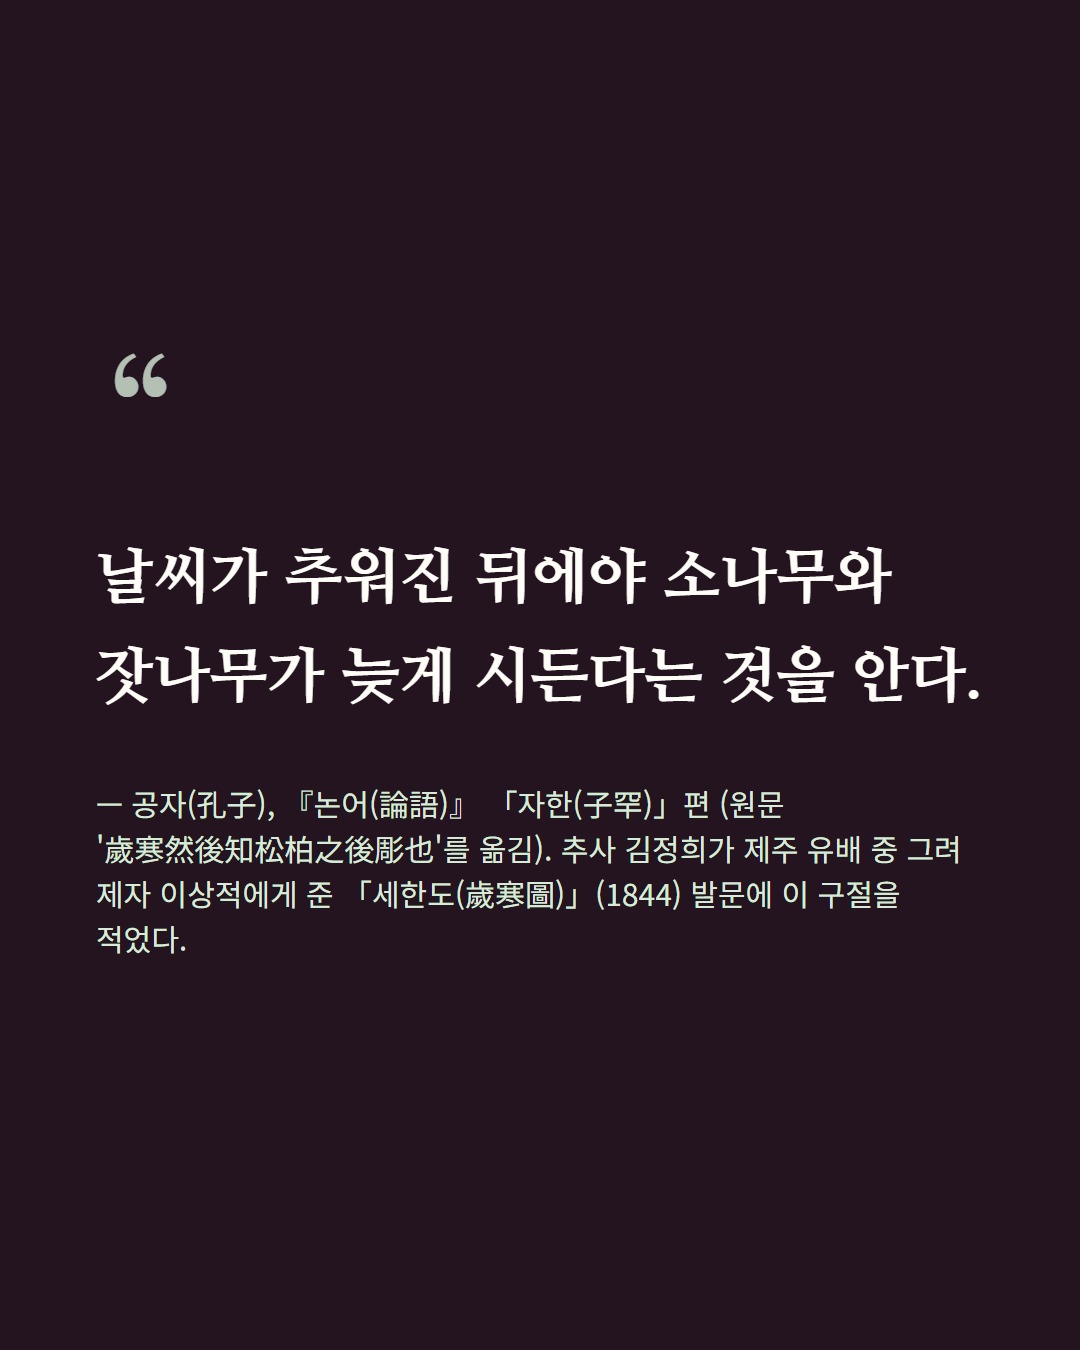 “
날씨가 추워진 뒤에야 소나무와
잣나무가 늦게 시든다는 것을 안다.
— 공자(孔子), 『논어(論語)』 「자한(子罕)」편 (원문
'歲寒然後知松柏之後彫也'를 옮김). 추사 김정희가 제주 유배 중 그려
제자 이상적에게 준 「세한도(歲寒圖)」(1844) 발문에 이 구절을
적었다.